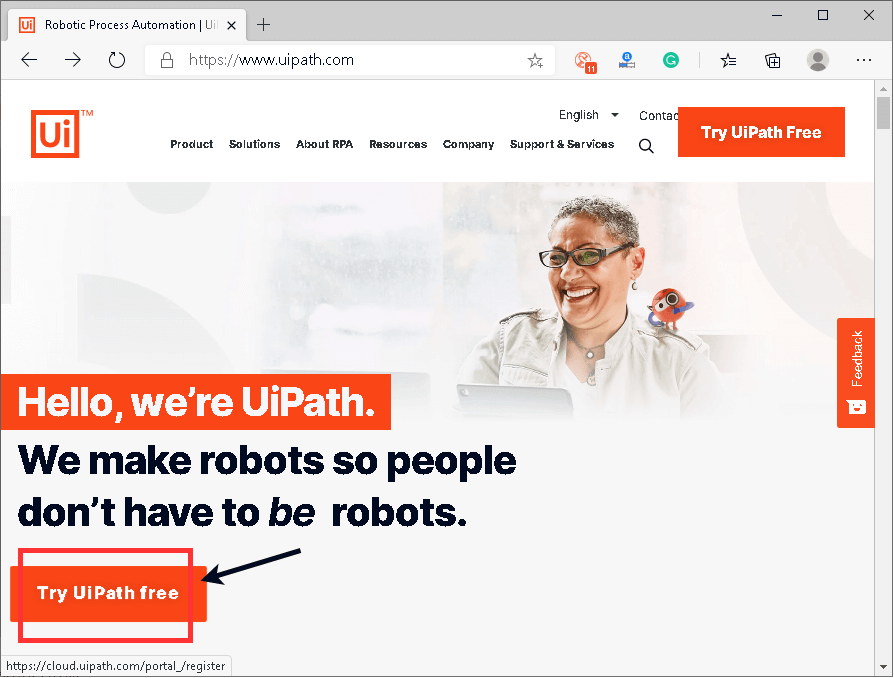 Ui
Robotic Process Automation | Ui
https://www.uipath.com
11
a
G
Ui™
English
Contac
Try UiPath Free
Product Solutions About RPA Resources Company Support & Services
Feedback
Hello, we're UiPath.
We make robots so people
don't have to be robots.
Try UiPath free
https://cloud.uipath.com/portal_/register